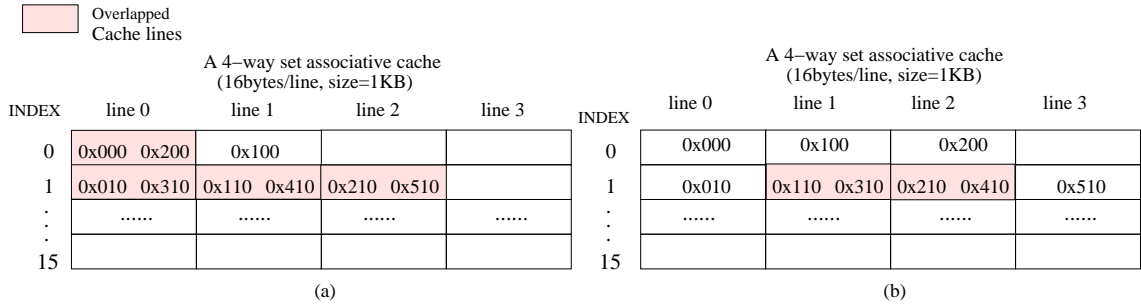 Overlapped
Cache lines
A 4−way set associative cache
(16bytes/line, size=1KB)
INDEX line 0 line 1 line 2 line 3
0 0x000 0x200 0x100
1 0x010 0x310 0x110 0x410 0x210 0x510
. ...... ...... ...... ......
.
.
15
(a)
A 4−way set associative cache
(16bytes/line, size=1KB)
INDEX line 0 line 1 line 2 line 3
0 0x000 0x100 0x200
1 0x010 0x110 0x310 0x210 0x410 0x510
. ...... ...... ...... ......
.
.
15
(b)